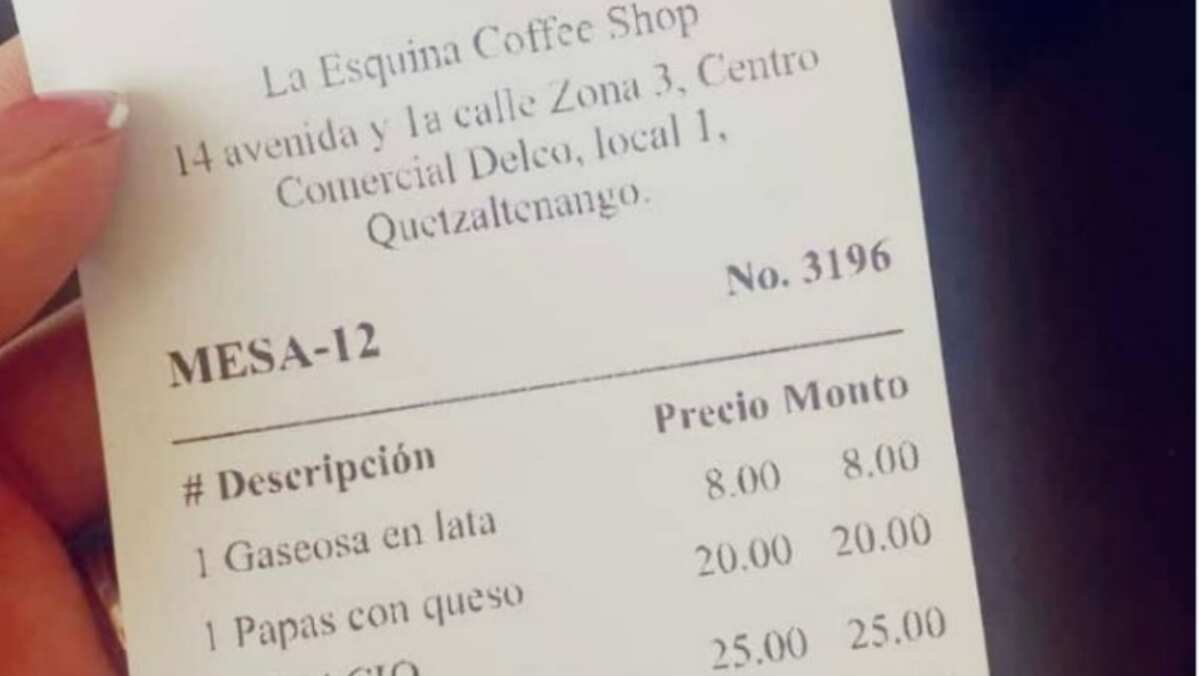 La Esquina Coffee Shop
14 avenida y 1a calle Zona 3, Centro
Comercial Delco, local 1,
Quetzaltenango.
No. 3196
MESA-12
# Descripción Precio Monto
1 Gaseosa en lata 8.00 8.00
1 Papas con queso 20.00 20.00
25.00 25.00